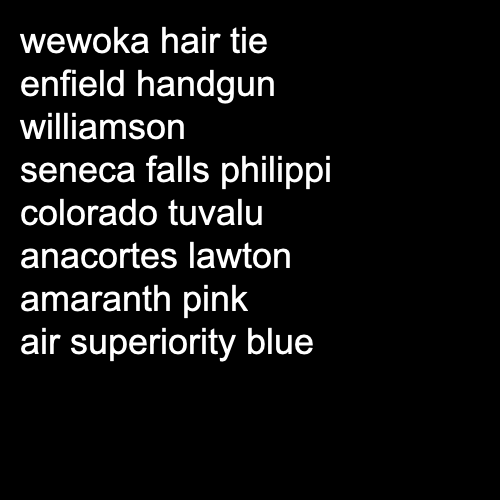 wewoka hair tie
enfield handgun
williamson
seneca falls philippi
colorado tuvalu
anacortes lawton
amaranth pink
air superiority blue